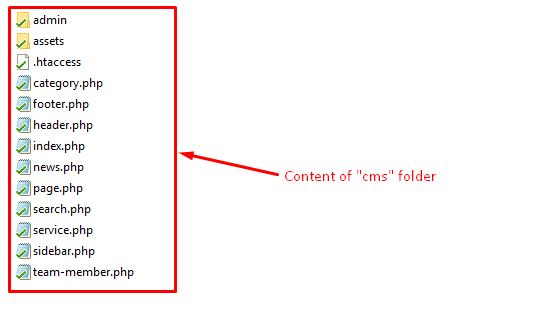 admin
assets
.htaccess
category.php
footer.php
header.php
index.php
news.php
page.php
search.php
service.php
sidebar.php
team-member.php
Content of "cms" folder